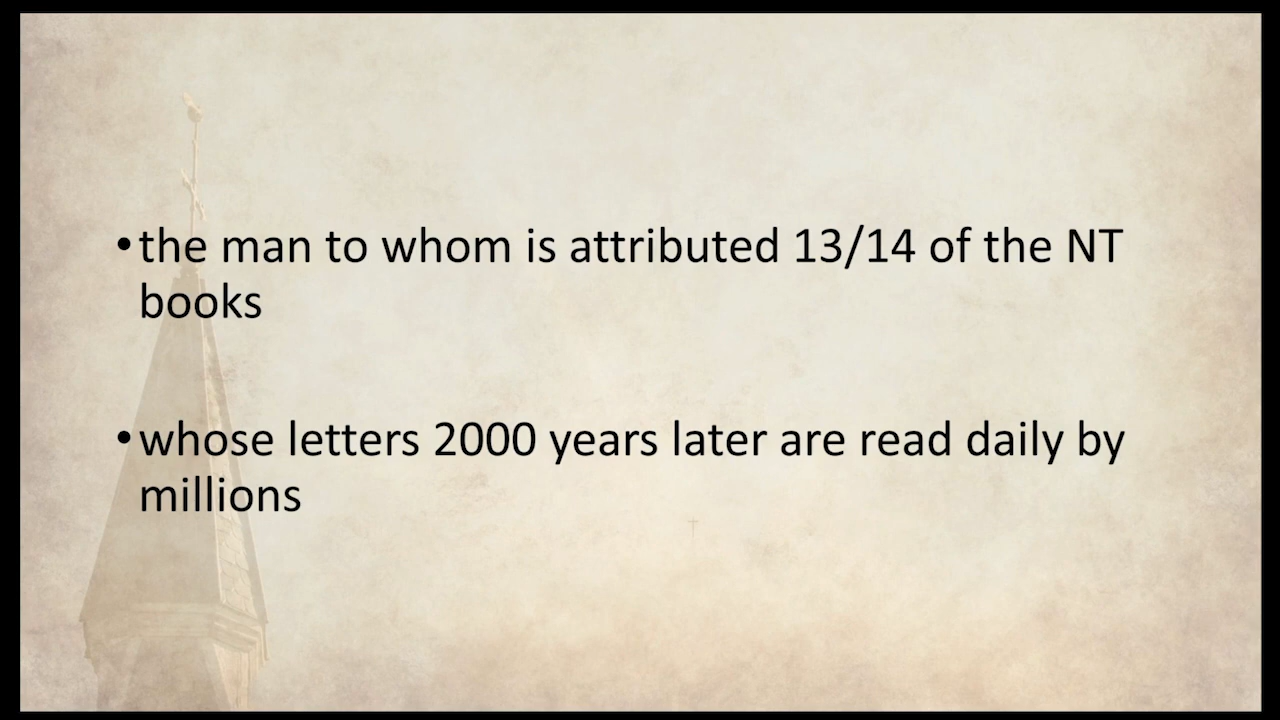 •the man to whom is attributed 13/14 of the NT
books
•whose letters 2000 years later are read daily by
millions